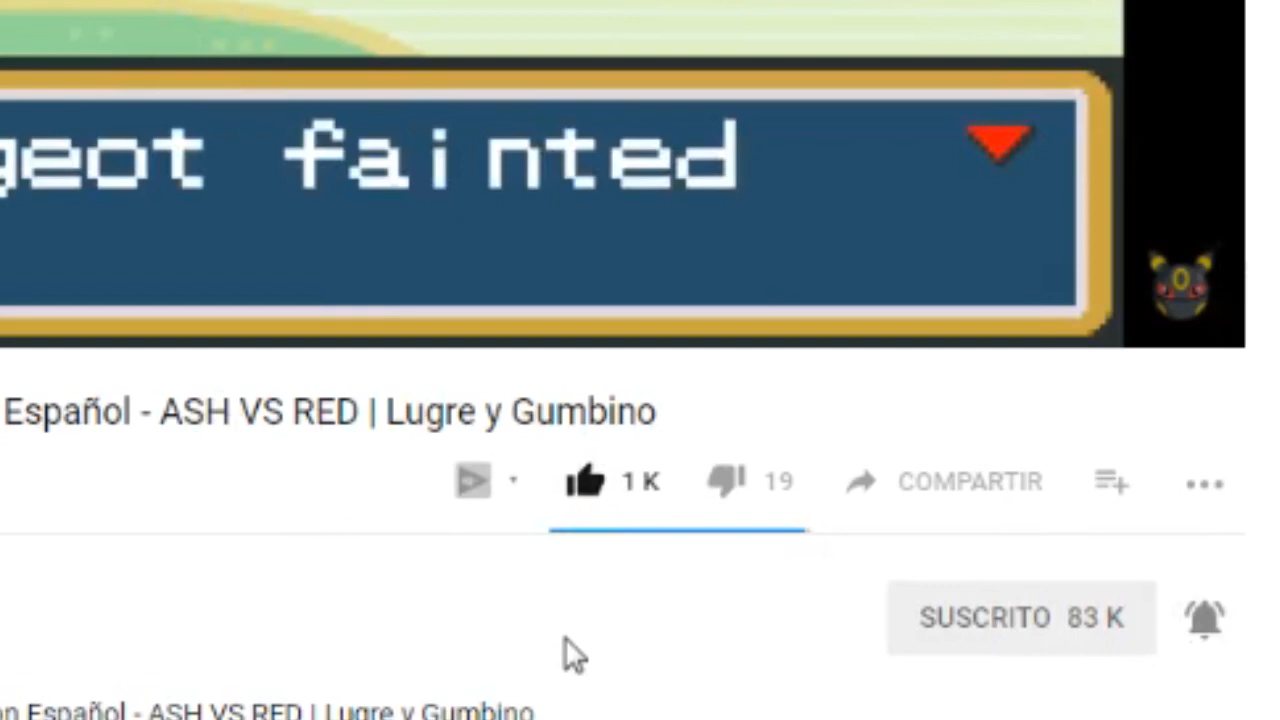 geot fainted
Español - ASH VS RED | Lugre y Gumbino
1 K 19 COMPARTIR
SUSCRITO 83 K
on Español - ASH VS RED | Lugre y Gumbino